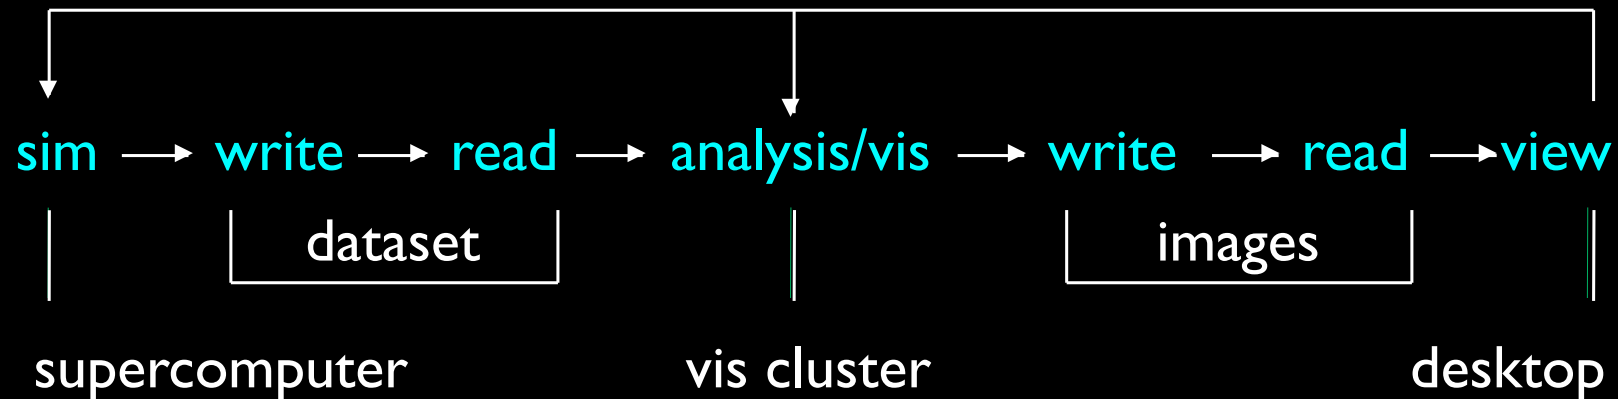 sim write read analysis/vis write read view
dataset images
supercomputer vis cluster desktop